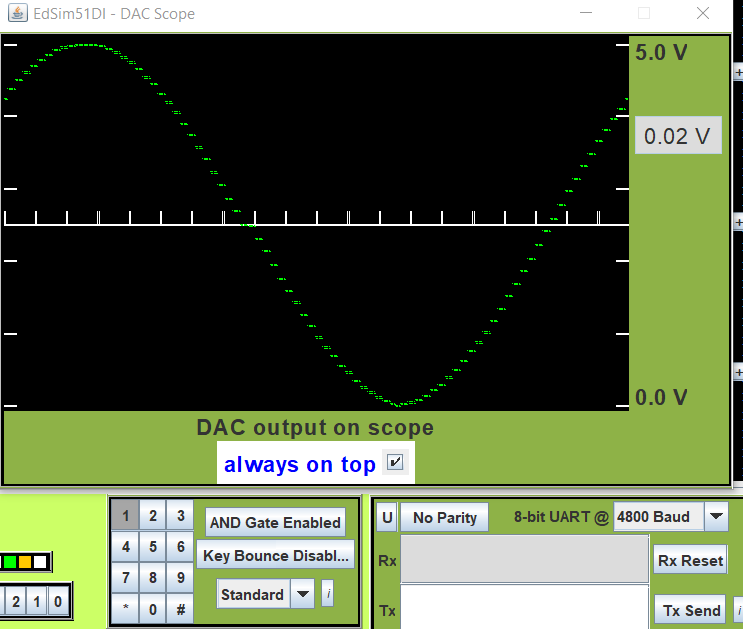 EdSim51DI - DAC Scope
5.0 V
0.02 V
0.0 V
DAC output on scope
always on top
1 2 3
AND Gate Enabled
U
No Parity
8-bit UART @
4800 Baud
4 5 6
Key Bounce Disabl...
Rx
Rx Reset
7 8 9
Standard
i
2 1 0
* 0 #
Tx
Tx Send
i
+
+
+